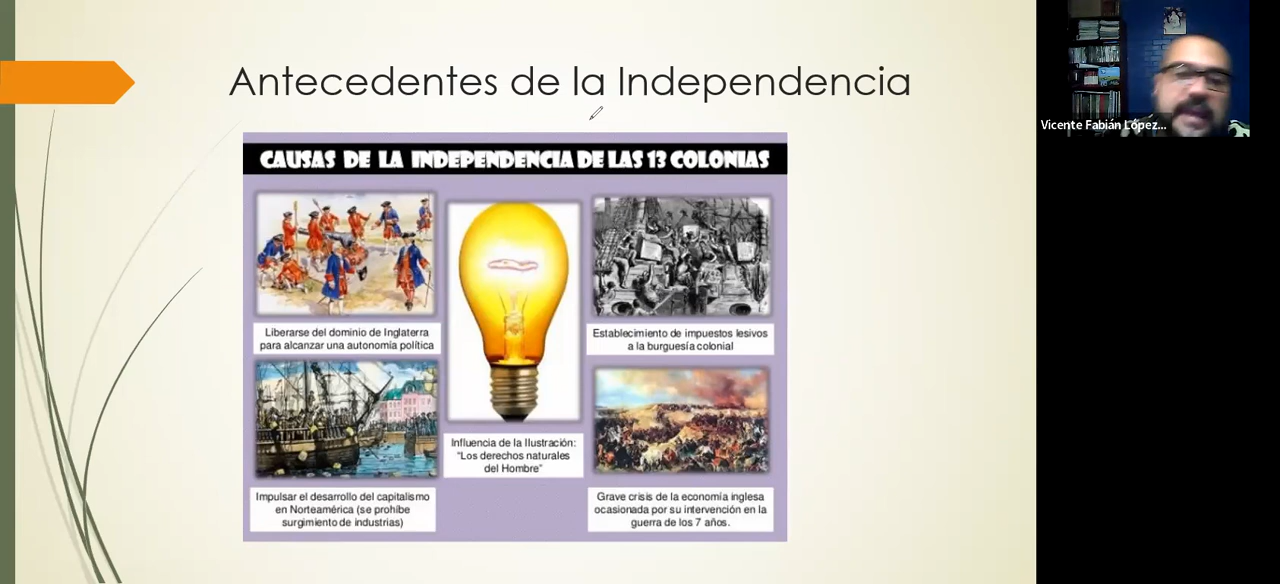 Antecedentes de la Independencia
CAUSAS DE LA INDEPENDENCIA DE LAS 13 COLONIAS
Liberarse del dominio de Inglaterra
para alcanzar una autonomía política
Establecimiento de impuestos lesivos
a la burguesía colonial
Influencia de la Ilustración:
“Los derechos naturales
del Hombre”
Impulsar el desarrollo del capitalismo
en Norteamérica (se prohíbe
surgimiento de industrias)
Grave crisis de la economía inglesa
ocasionada por su intervención en la
guerra de los 7 años.
Vicente Fabián López...